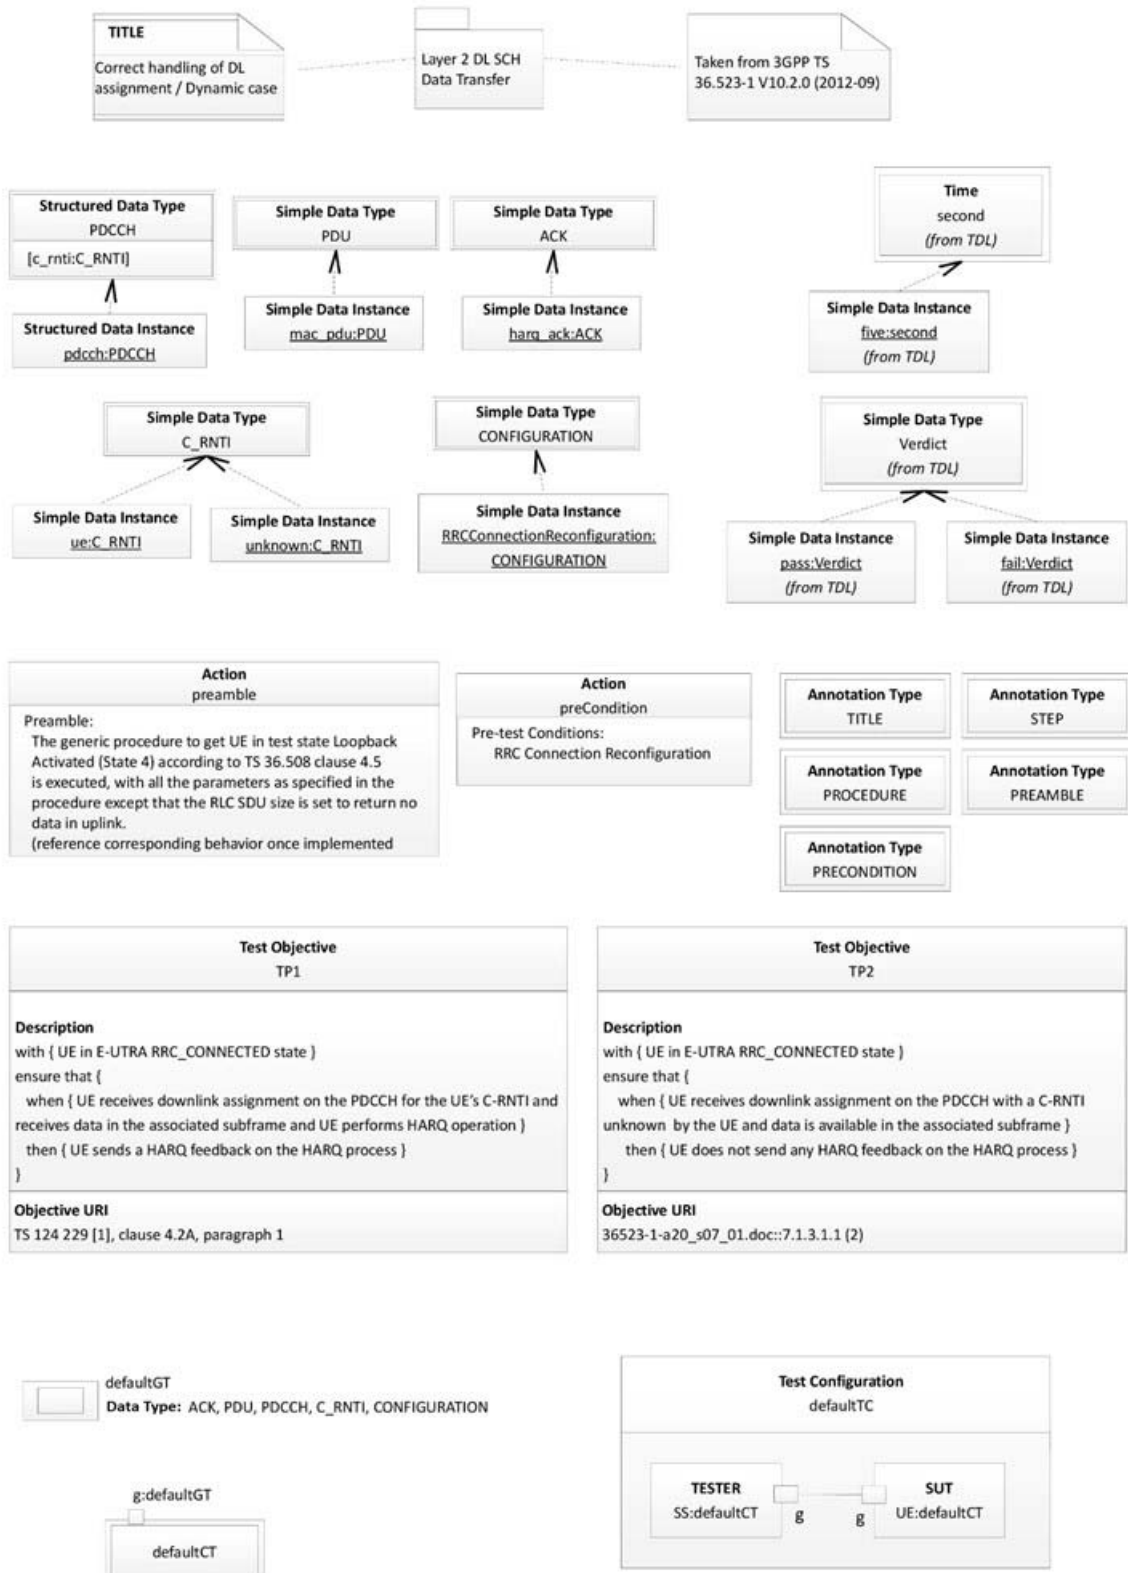 TITLE
Correct handling of DL
assignment / Dynamic case
Layer 2 DL SCH
Data Transfer
Taken from 3GPP TS
36.523-1 V10.2.0 (2012-09)
Structured Data Type
PDCCH
[c_rnti:C_RNTI]
Structured Data Instance
pdcch:PDCCH
Simple Data Type
PDU
Simple Data Instance
mac_pdu:PDU
Simple Data Type
ACK
Simple Data Instance
harq_ack:ACK
Time
second
(from TDL)
Simple Data Instance
five:second
(from TDL)
Simple Data Type
C_RNTI
Simple Data Instance
ue:C_RNTI
Simple Data Instance
unknown:C_RNTI
Simple Data Type
CONFIGURATION
Simple Data Instance
RRCConnectionReconfiguration:
CONFIGURATION
Simple Data Type
Verdict
(from TDL)
Simple Data Instance
pass:Verdict
(from TDL)
Simple Data Instance
fail:Verdict
(from TDL)
Action
preamble
Preamble:
The generic procedure to get UE in test state Loopback
Activated (State 4) according to TS 36.508 clause 4.5
is executed, with all the parameters as specified in the
procedure except that the RLC SDU size is set to return no
data in uplink.
(reference corresponding behavior once implemented
Action
preCondition
Pre-test Conditions:
RRC Connection Reconfiguration
Annotation Type
TITLE
Annotation Type
STEP
Annotation Type
PROCEDURE
Annotation Type
PREAMBLE
Annotation Type
PRECONDITION
Test Objective
TP1
Description
with { UE in E-UTRA RRC_CONNECTED state }
ensure that {
when { UE receives downlink assignment on the PDCCH for the UE's C-RNTI and
receives data in the associated subframe and UE performs HARQ operation }
then { UE sends a HARQ feedback on the HARQ process }
}
Objective URI
TS 124 229 [1], clause 4.2A, paragraph 1
Test Objective
TP2
Description
with { UE in E-UTRA RRC_CONNECTED state }
ensure that {
when { UE receives downlink assignment on the PDCCH with a C-RNTI
unknown by the UE and data is available in the associated subframe }
then { UE does not send any HARQ feedback on the HARQ process }
}
Objective URI
36523-1-a20_s07_01.doc::7.1.3.1.1 (2)
defaultGT
Data Type: ACK, PDU, PDCCH, C_RNTI, CONFIGURATION
g:defaultGT
defaultCT
Test Configuration
defaultTC
TESTER
SS:defaultCT
g
g
SUT
UE:defaultCT